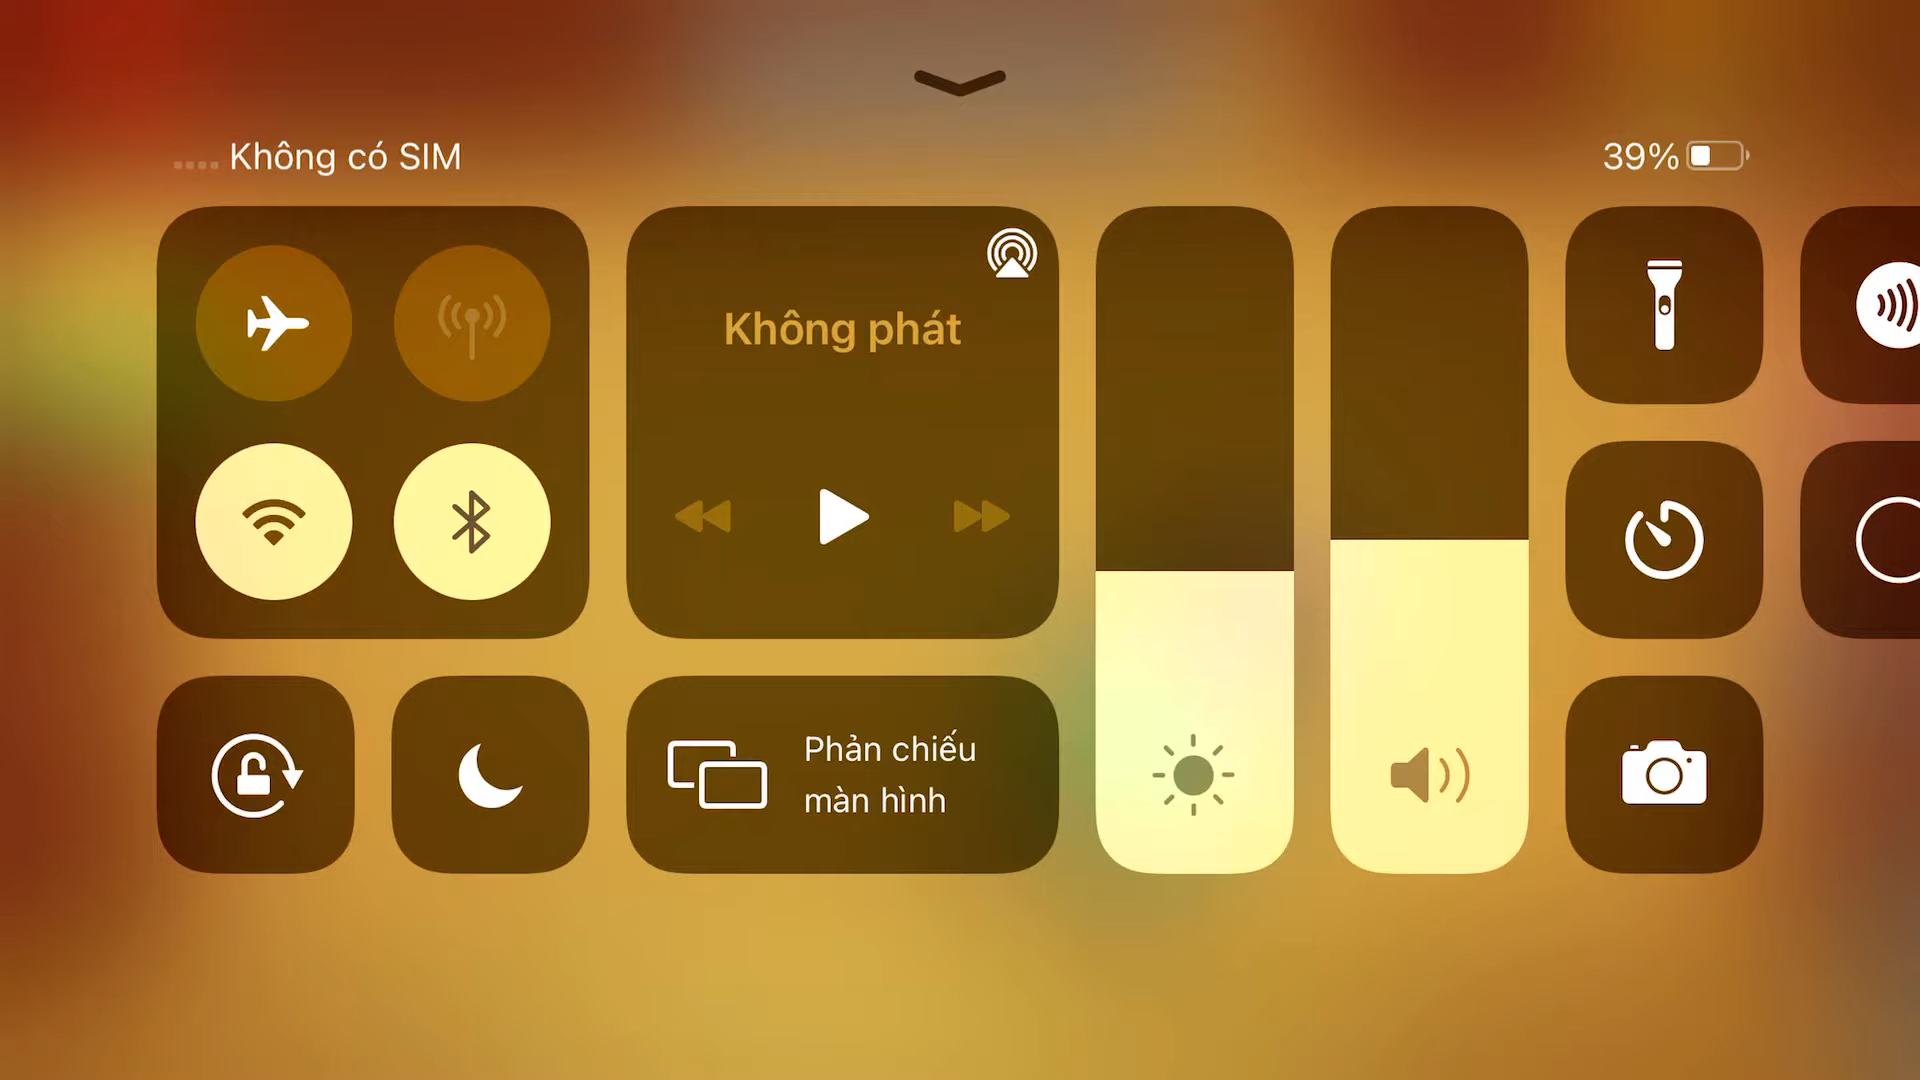 Không có SIM
39%
Không phát
Phản chiếu
màn hình